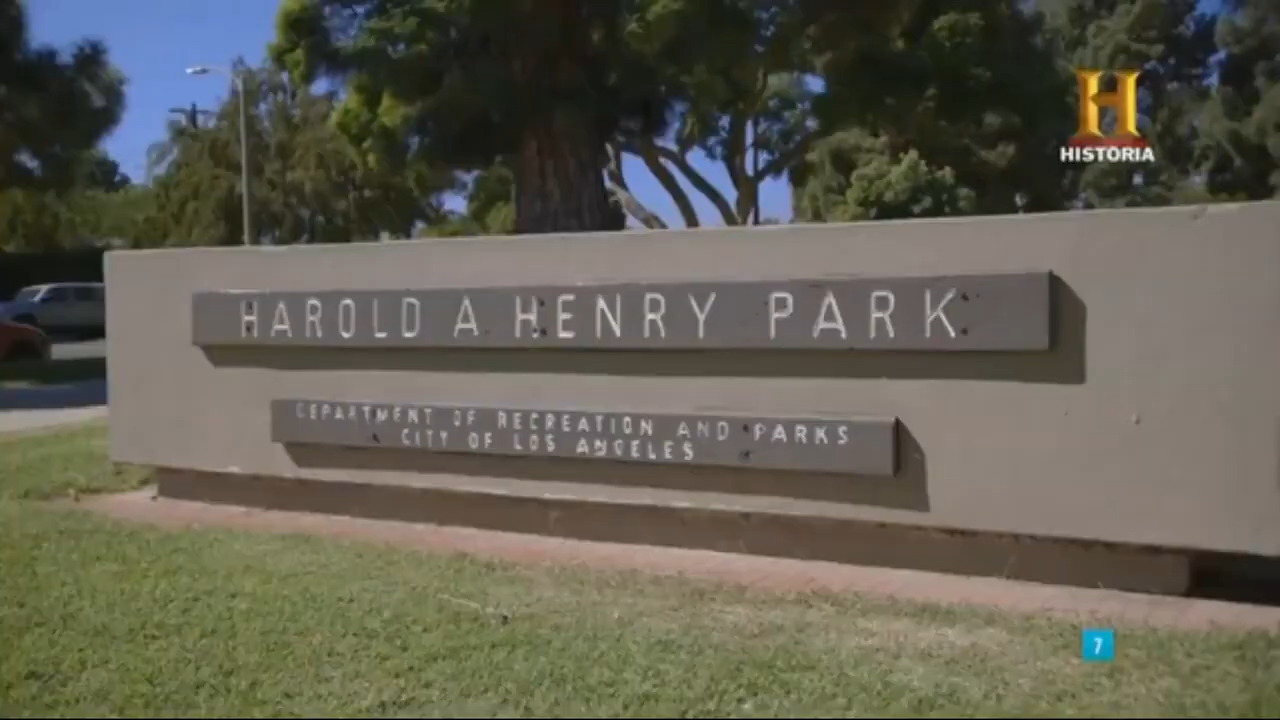 H
HISTORIA
HAROLD A HENRY PARK
DEPARTMENT OF RECREATION AND PARKS
CITY OF LOS ANGELES
7